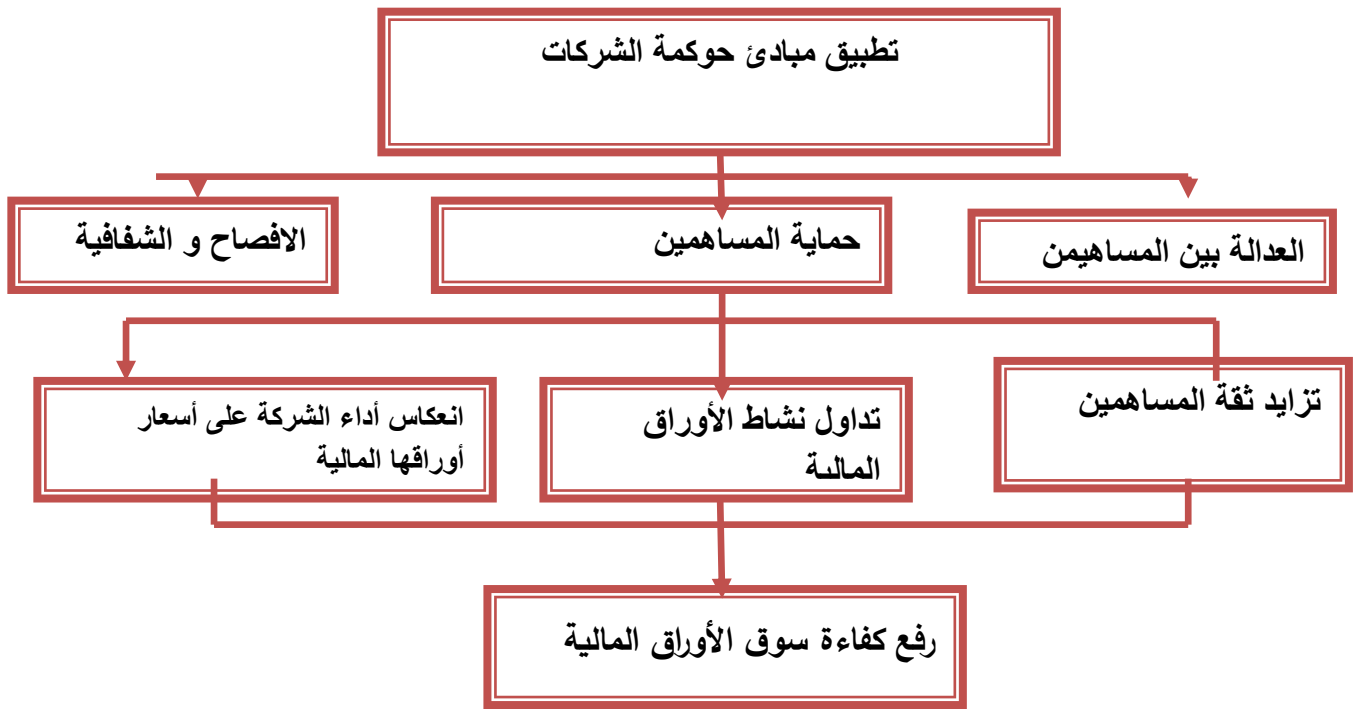 تطبيق مبادئ حوكمة الشركات
العدالة بين المساهيمن
حماية المساهمين
الافصاح و الشفافية
تزايد ثقة المساهمين
تداول نشاط الأوراق
المالية
انعكاس أداء الشركة على أسعار
أوراقها المالية
رفع كفاءة سوق الأوراق المالية